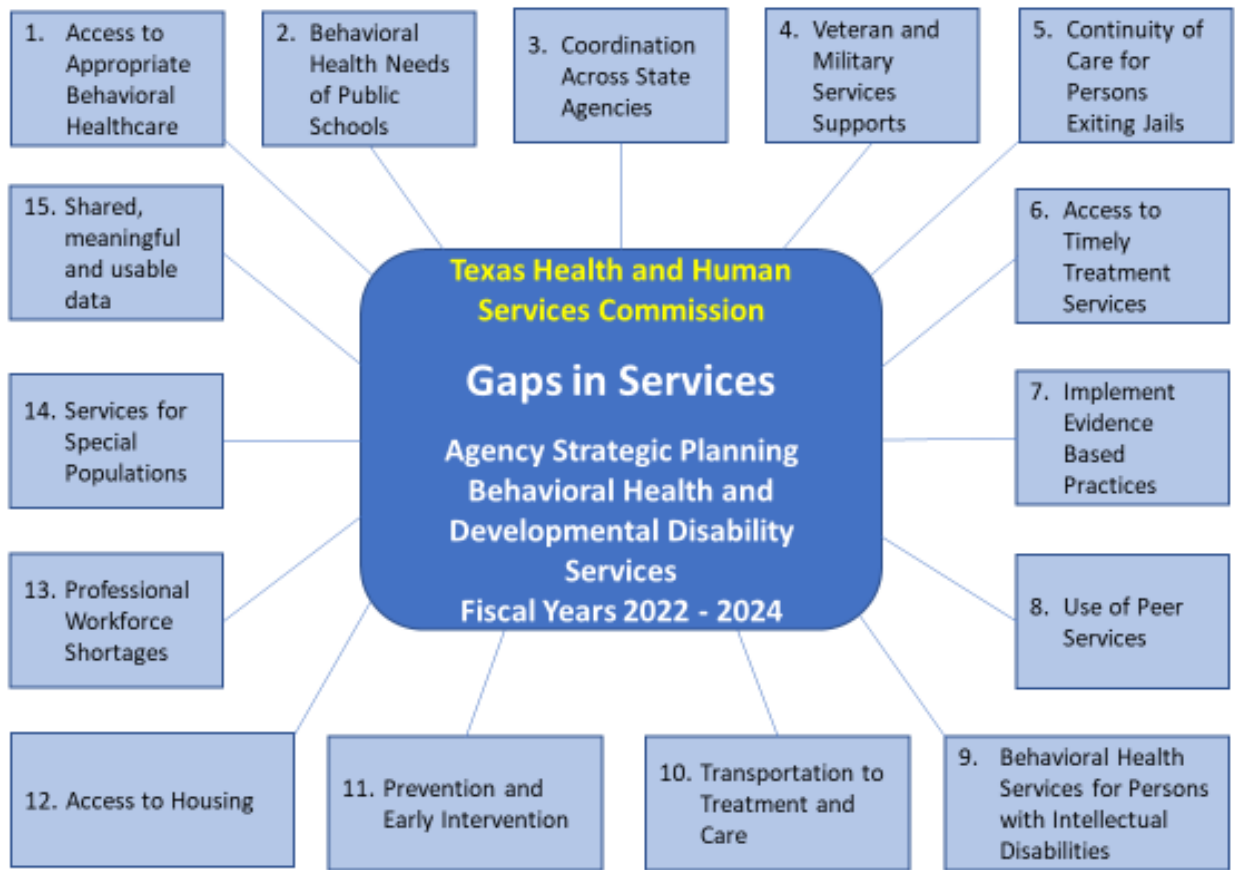 1. Access to
Appropriate
Behavioral
Healthcare
2. Behavioral
Health Needs
of Public
Schools
3. Coordination
Across State
Agencies
4. Veteran and
Military
Services
Supports
5. Continuity of
Care for
Persons
Exiting Jails
15. Shared,
meaningful
and usable
data
Texas Health and Human
Services Commission
Gaps in Services
Agency Strategic Planning
Behavioral Health and
Developmental Disability
Services
Fiscal Years 2022 - 2024
6. Access to
Timely
Treatment
Services
14. Services for
Special
Populations
7. Implement
Evidence
Based
Practices
13. Professional
Workforce
Shortages
8. Use of Peer
Services
12. Access to Housing
11. Prevention and
Early Intervention
10. Transportation to
Treatment and
Care
9. Behavioral Health
Services for Persons
with Intellectual
Disabilities